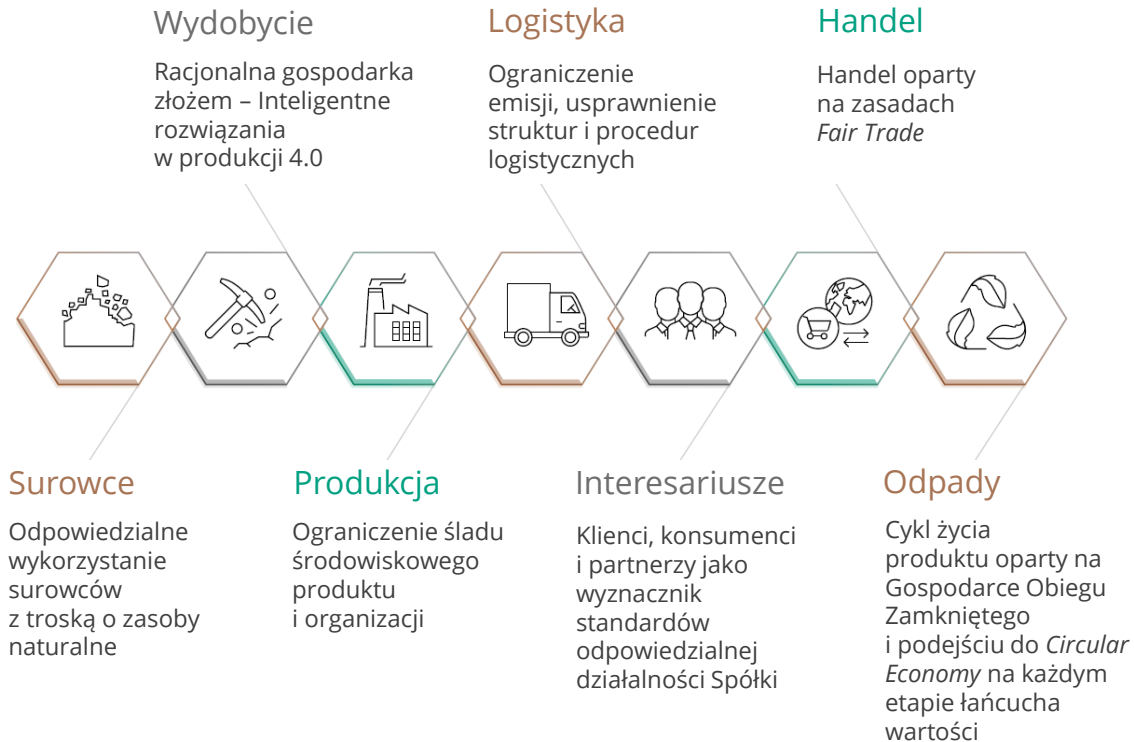 Wydobycie
Racjonalna gospodarka
złożem – Inteligentne
rozwiązania
w produkcji 4.0
Logistyka
Ograniczenie
emisji, usprawnienie
struktur i procedur
logistycznych
Handel
Handel oparty
na zasadach
Fair Trade
Surowce
Odpowiedzialne
wykorzystanie
surowców
z troską o zasoby
naturalne
Produkcja
Ograniczenie śladu
środowiskowego
produktu
i organizacji
Interesariusze
Klienci, konsumenci
i partnerzy jako
wyznacznik
standardów
odpowiedzialnej
działalności Spółki
Odpady
Cykl życia
produktu oparty na
Gospodarce Obiegu
Zamkniętego
i podejściu do Circular
Economy na każdym
etapie łańcucha
wartości